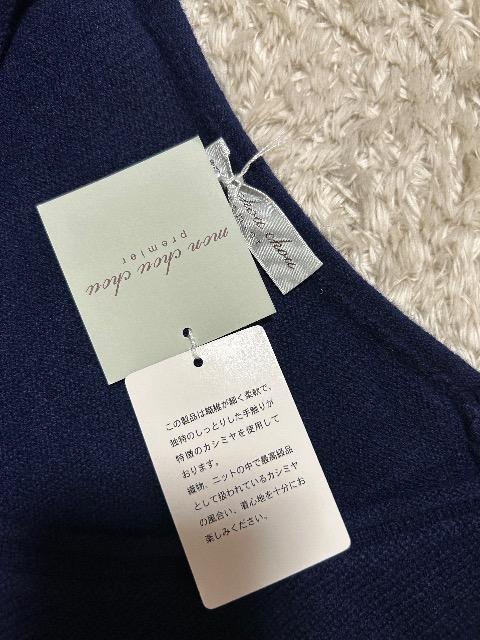 mon chou chou
premier
mon chou chou
この製品は繊維が細く柔軟で、
独特のしっとりした手触りが
特徴のカシミヤを使用して
おります。
織物、ニットの中で最高級品
として扱われているカシミヤ
の風合い、着心地を十分にお
楽しみください。